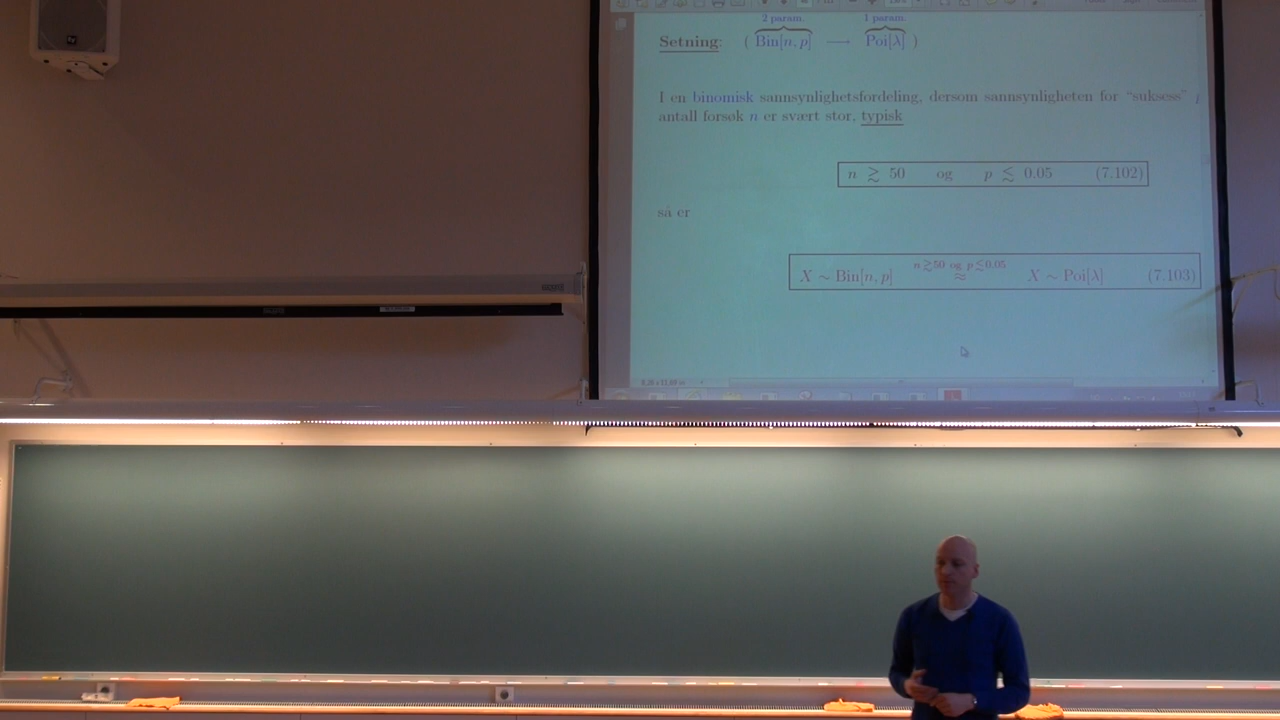 2 param. 1 param.
Setning: ( Bin[n, p] ⟶ Poi[λ] )
I en binomisk sannsynlighetsfordeling, dersom sannsynligheten for “suksess”
antall forsøk n er svært stor, typisk
n ≳ 50 og p ≲ 0.05 (7.102)
så er
n≳50 og p≲0.05
X ∼ Bin[n, p] ≈ X ∼ Poi[λ] (7.103)